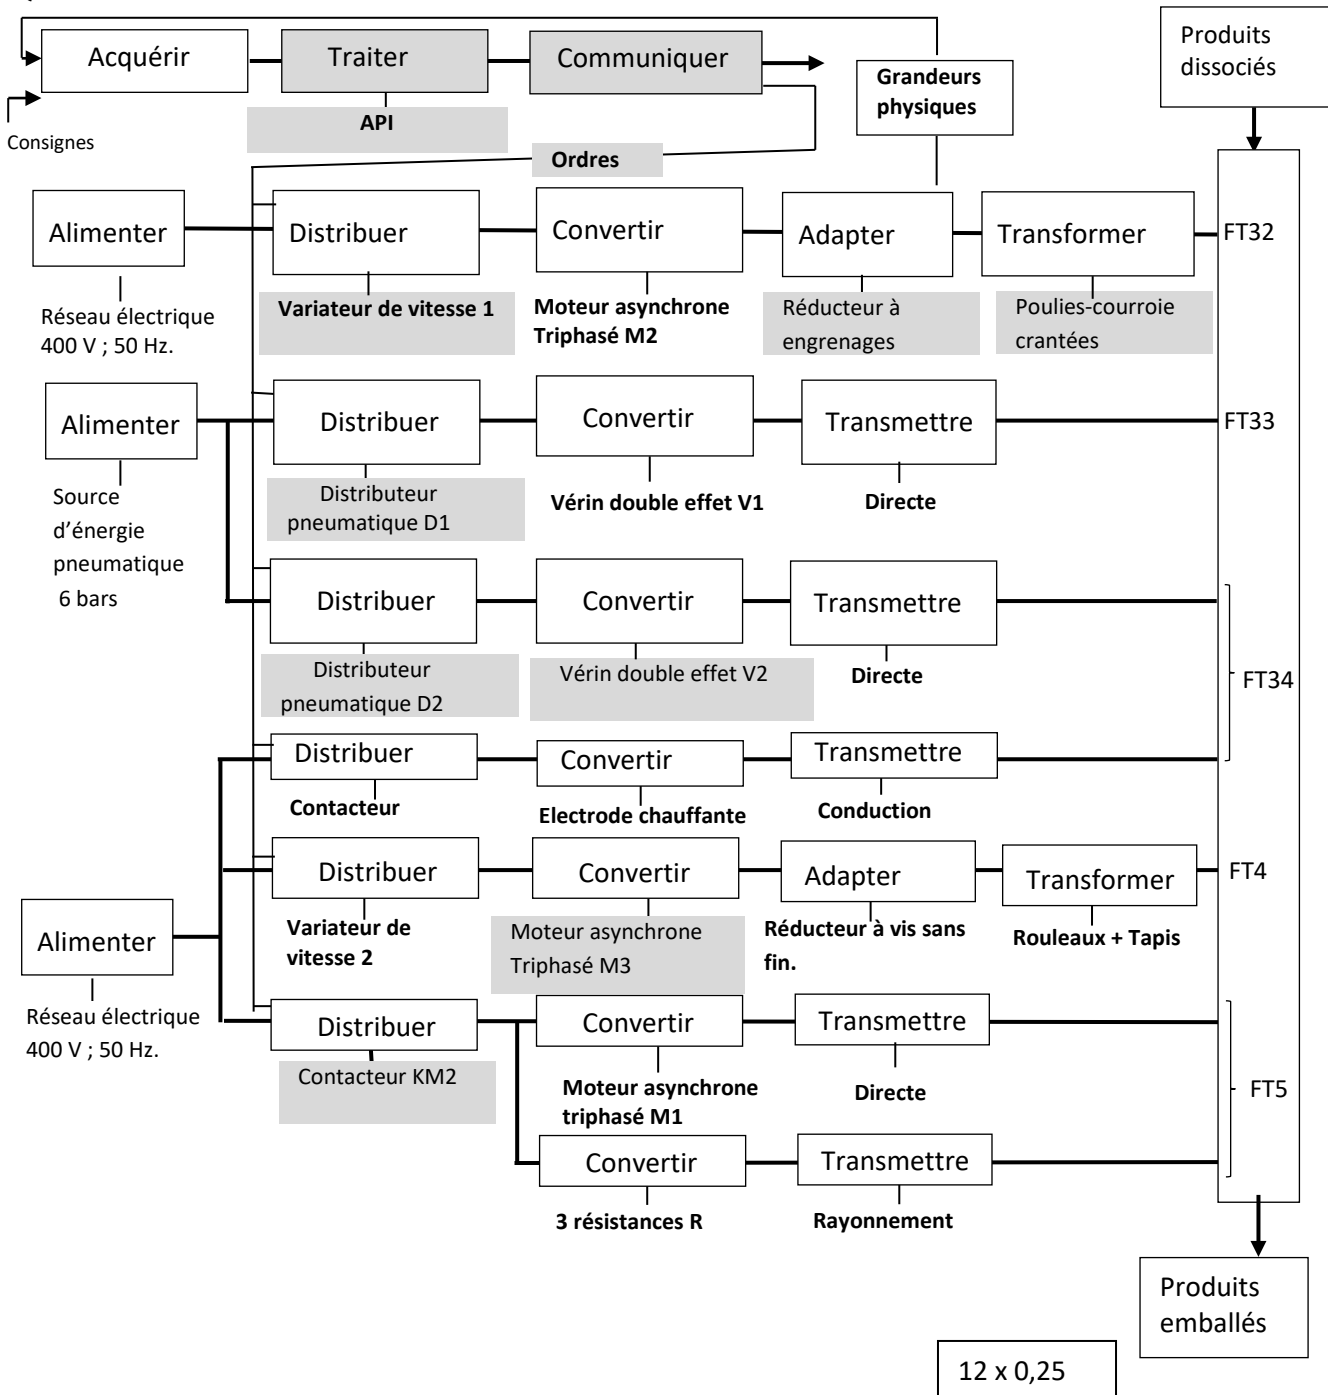 Acquérir
Traiter
Communiquer
Produits
dissociés
Grandeurs
physiques
API
Consignes
Ordres
Alimenter
Distribuer
Convertir
Adapter
Transformer
FT32
Réseau électrique
400 V ; 50 Hz.
Variateur de vitesse 1
Moteur asynchrone
Triphasé M2
Réducteur à
engrenages
Poulies-courroie
crantées
Alimenter
Distribuer
Convertir
Transmettre
FT33
Source
d’énergie
pneumatique
6 bars
Distributeur
pneumatique D1
Vérin double effet V1
Directe
Distribuer
Convertir
Transmettre
Distributeur
pneumatique D2
Vérin double effet V2
Directe
FT34
Distribuer
Convertir
Transmettre
Contacteur
Electrode chauffante
Conduction
Distribuer
Convertir
Adapter
Transformer
FT4
Alimenter
Variateur de
vitesse 2
Moteur asynchrone
Triphasé M3
Réducteur à vis sans
fin.
Rouleaux + Tapis
Réseau électrique
400 V ; 50 Hz.
Distribuer
Convertir
Transmettre
Contacteur KM2
Moteur asynchrone
triphasé M1
Directe
FT5
Convertir
Transmettre
3 résistances R
Rayonnement
Produits
emballés
12 x 0,25